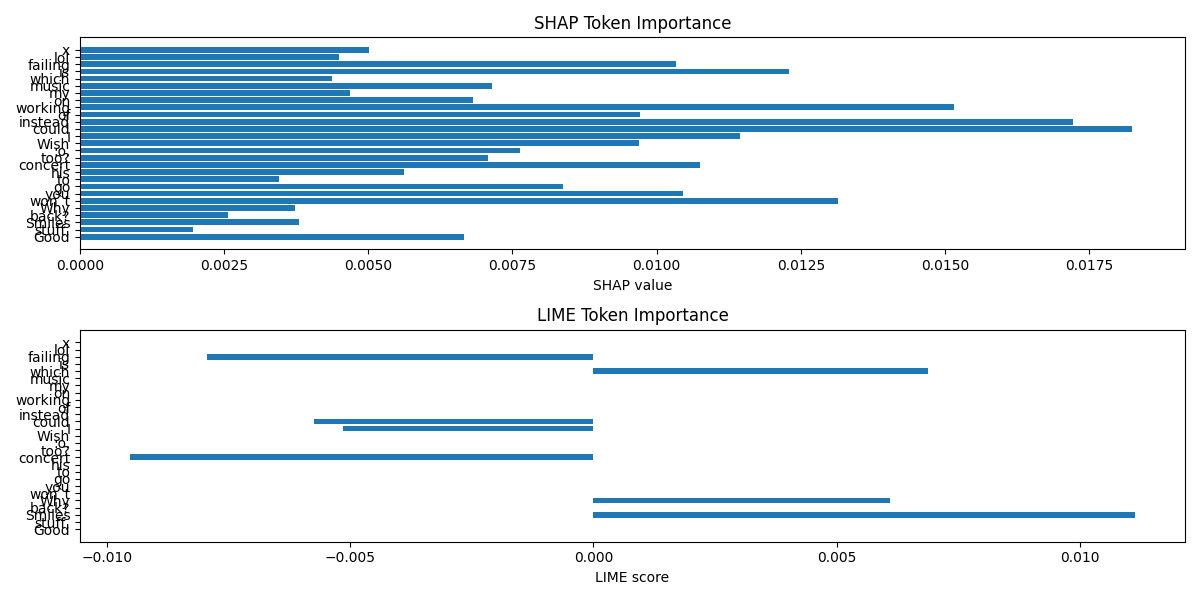 SHAP Token Importance
x
lol
failing
is
which
music
my
on
working
of
instead
could
I
Wish
too?
concert
his
to
go
you
won't
Why
back?
Smiles
stuff.
Good
0.0000 0.0025 0.0050 0.0075 0.0100 0.0125 0.0150 0.0175
SHAP value
LIME Token Importance
x
lol
failing
is
which
music
my
on
working
of
instead
could
I
Wish
too?
concert
his
to
go
you
won't
Why
back?
Smiles
stuff.
Good
−0.010 −0.005 0.000 0.005 0.010
LIME score